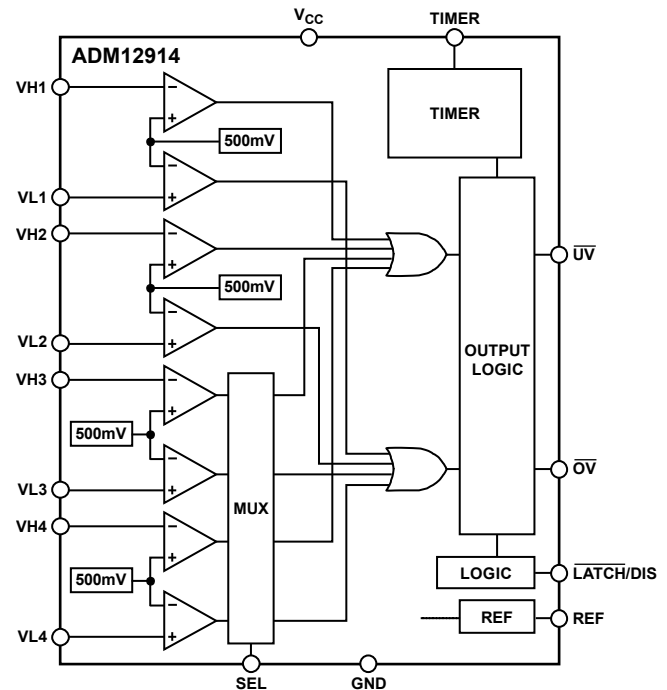 VCC
TIMER
ADM12914
VH1
TIMER
500mV
VL1
VH2
UV
500mV
VL2
OUTPUT
LOGIC
VH3
500mV
MUX
OV
VL3
VH4
LOGIC
LATCH/DIS
500mV
REF
REF
VL4
SEL
GND